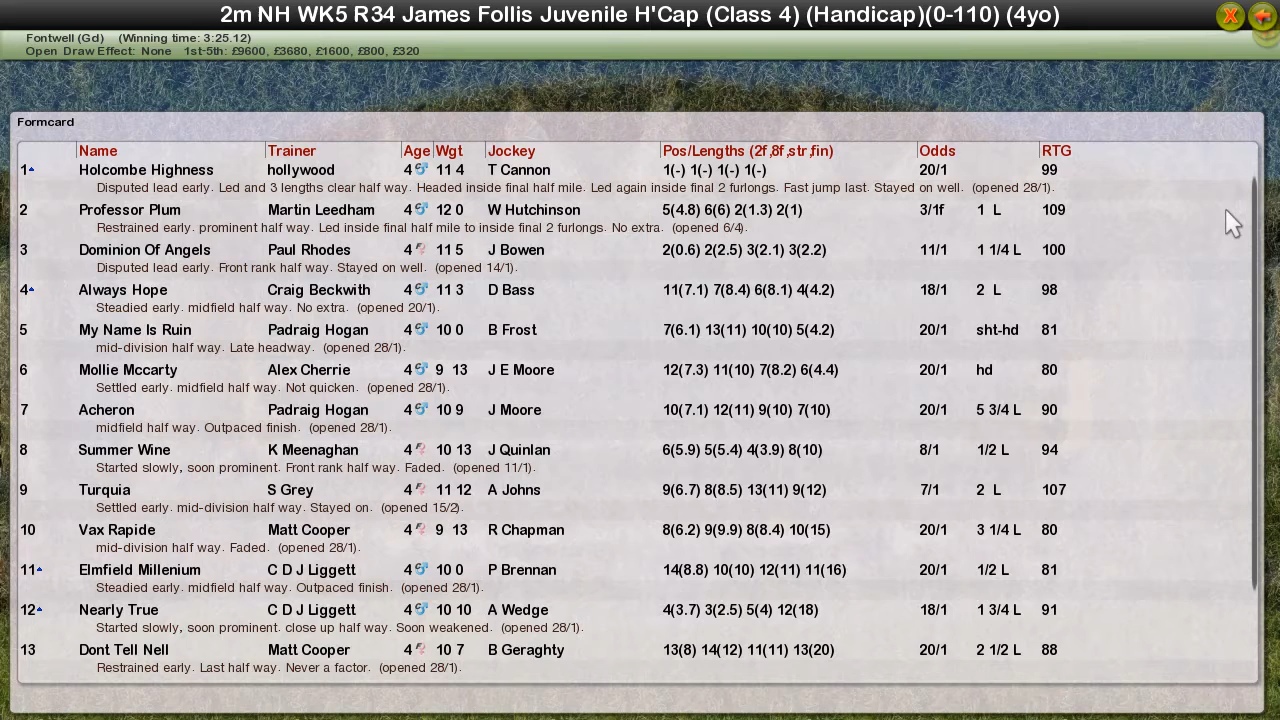 2m NH WK5 R34 James Follis Juvenile H'Cap (Class 4) (Handicap)(0-110) (4yo)
X
Fontwell (Gd) (Winning time: 3:25.12)
Open Draw Effect: None 1st-5th: £9600, £3680, £1600, £800, £320
Formcard
Name Trainer Age Wgt Jockey Pos/Lengths (2f,8f,str,fin) Odds RTG
1 Holcombe Highness hollywood 4 11 4 T Cannon 1(-) 1(-) 1(-) 1(-) 20/1 99
Disputed lead early. Led and 3 lengths clear half way. Headed inside final half mile. Led again inside final 2 furlongs. Fast jump last. Stayed on well. (opened 28/1).
2 Professor Plum Martin Leedham 4 12 0 W Hutchinson 5(4.8) 6(6) 2(1.3) 2(1) 3/1f 1 L 109
Restrained early. prominent half way. Led inside final half mile to inside final 2 furlongs. No extra. (opened 6/4).
3 Dominion Of Angels Paul Rhodes 4 11 5 J Bowen 2(0.6) 2(2.5) 3(2.1) 3(2.2) 11/1 1 1/4 L 100
Disputed lead early. Front rank half way. Stayed on well. (opened 14/1).
4 Always Hope Craig Beckwith 4 11 3 D Bass 11(7.1) 7(8.4) 6(8.1) 4(4.2) 18/1 2 L 98
Steadied early. midfield half way. No extra. (opened 20/1).
5 My Name Is Ruin Padraig Hogan 4 10 0 B Frost 7(6.1) 13(11) 10(10) 5(4.2) 20/1 sht-hd 81
mid-division half way. Late headway. (opened 28/1).
6 Mollie Mccarty Alex Cherrie 4 9 13 J E Moore 12(7.3) 11(10) 7(8.2) 6(4.4) 20/1 hd 80
Settled early. midfield half way. Not quicken. (opened 28/1).
7 Acheron Padraig Hogan 4 10 9 J Moore 10(7.1) 12(11) 9(10) 7(10) 20/1 5 3/4 L 90
midfield half way. Outpaced finish. (opened 28/1).
8 Summer Wine K Meenaghan 4 10 13 J Quinlan 6(5.9) 5(5.4) 4(3.9) 8(10) 8/1 1/2 L 94
Started slowly, soon prominent. Front rank half way. Faded. (opened 11/1).
9 Turquia S Grey 4 11 12 A Johns 9(6.7) 8(8.5) 13(11) 9(12) 7/1 2 L 107
Settled early. mid-division half way. Stayed on. (opened 15/2).
10 Vax Rapide Matt Cooper 4 9 13 R Chapman 8(6.2) 9(9.9) 8(8.4) 10(15) 20/1 3 1/4 L 80
mid-division half way. Faded. (opened 28/1).
11 Elmfield Millenium C D J Liggett 4 10 0 P Brennan 14(8.8) 10(10) 12(11) 11(16) 20/1 1/2 L 81
Steadied early. midfield half way. Outpaced finish. (opened 28/1).
12 Nearly True C D J Liggett 4 10 10 A Wedge 4(3.7) 3(2.5) 5(4) 12(18) 18/1 1 3/4 L 91
Started slowly, soon prominent. close up half way. Soon weakened. (opened 28/1).
13 Dont Tell Nell Matt Cooper 4 10 7 B Geraghty 13(8) 14(12) 11(11) 13(20) 20/1 2 1/2 L 88
Restrained early. Last half way. Never a factor. (opened 28/1).